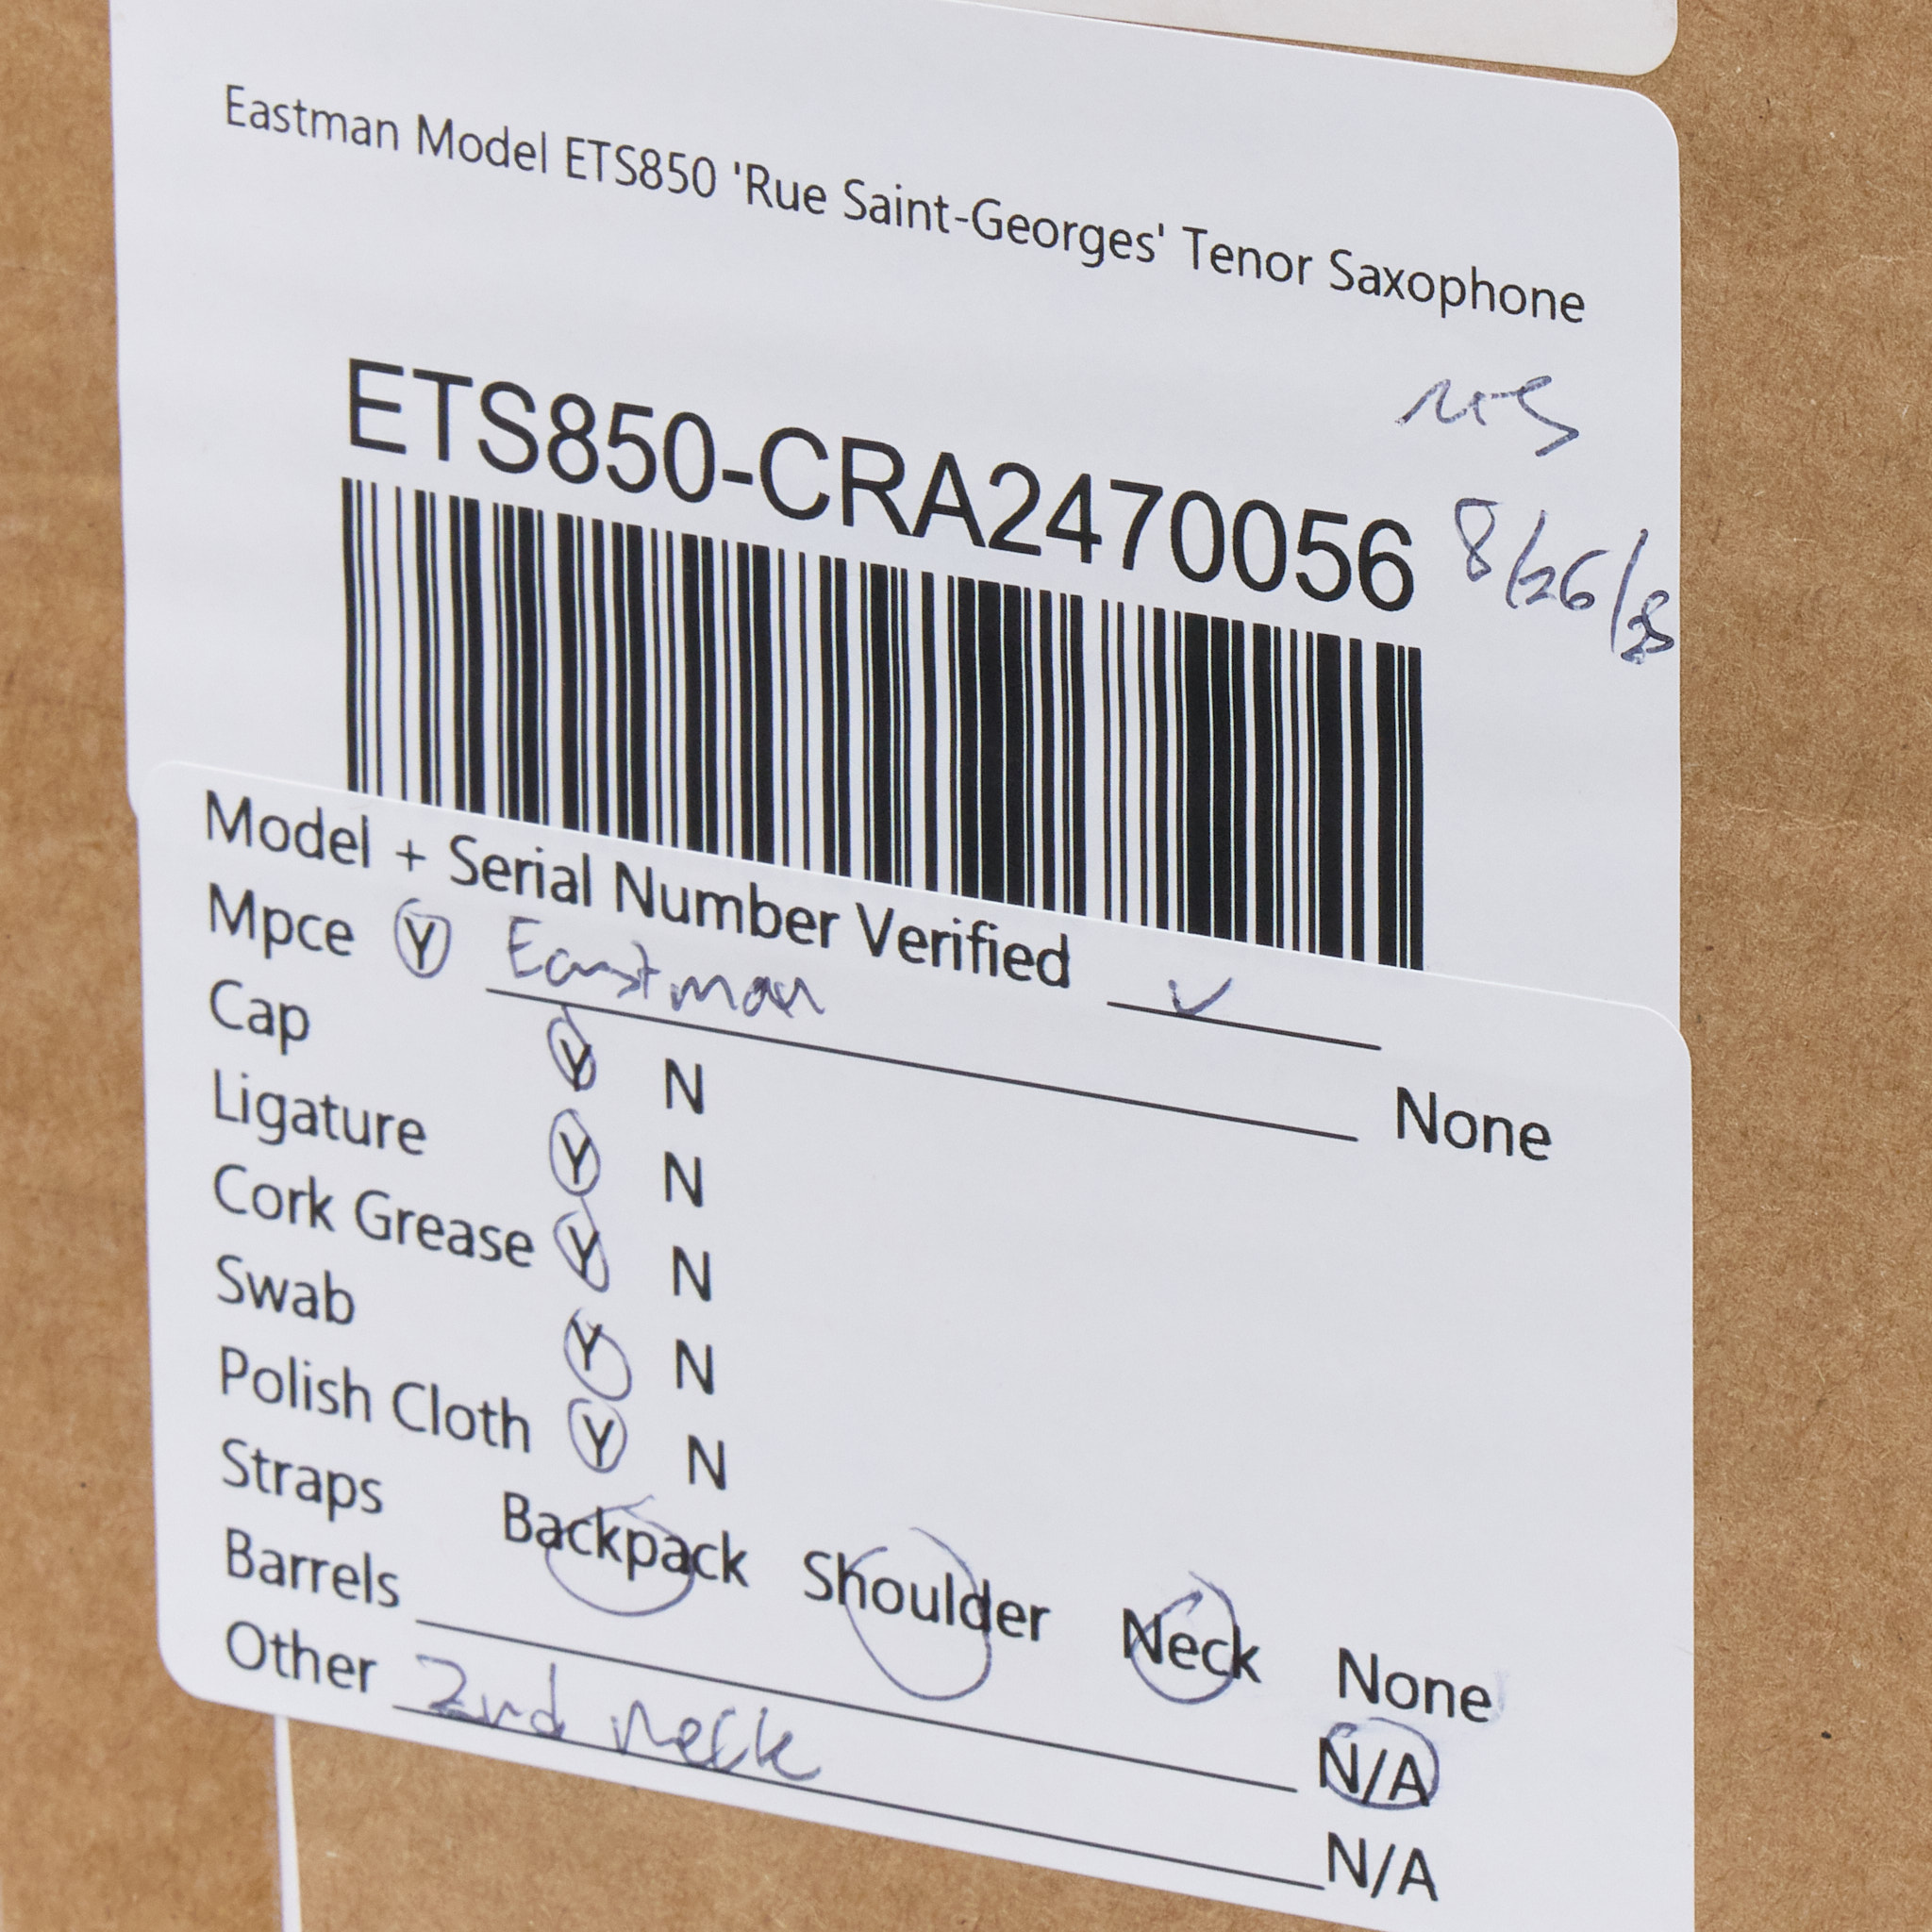 Eastman Model ETS850 'Rue Saint-Georges' Tenor Saxophone
ETS850-CRA2470056
8/26/25
Model + Serial Number Verified ✓
Mpce Y Eastman None
Cap Y N
Ligature Y N
Cork Grease Y N
Swab Y N
Polish Cloth Y N
Straps Backpack Shoulder Neck None
Barrels N/A
Other 2nd Neck N/A